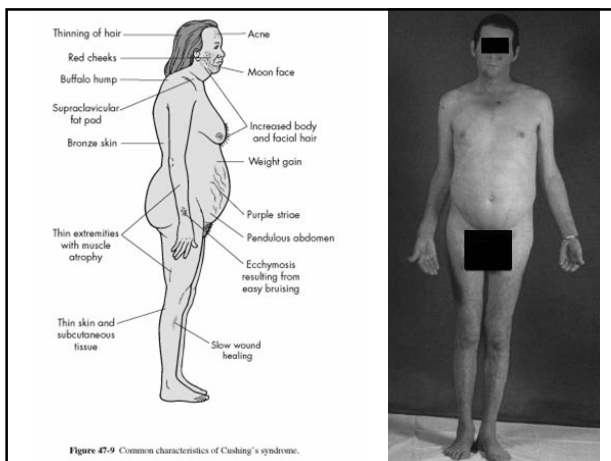 Thinning of hair
Acne
Red cheeks
Moon face
Buffalo hump
Supraclavicular
fat pad
Increased body
and facial hair
Bronze skin
Weight gain
Purple striae
Thin extremities
with muscle
atrophy
Pendulous abdomen
Ecchymosis
resulting from
easy bruising
Thin skin and
subcutaneous
tissue
Slow wound
healing
Figure 47-9 Common characteristics of Cushing's syndrome.